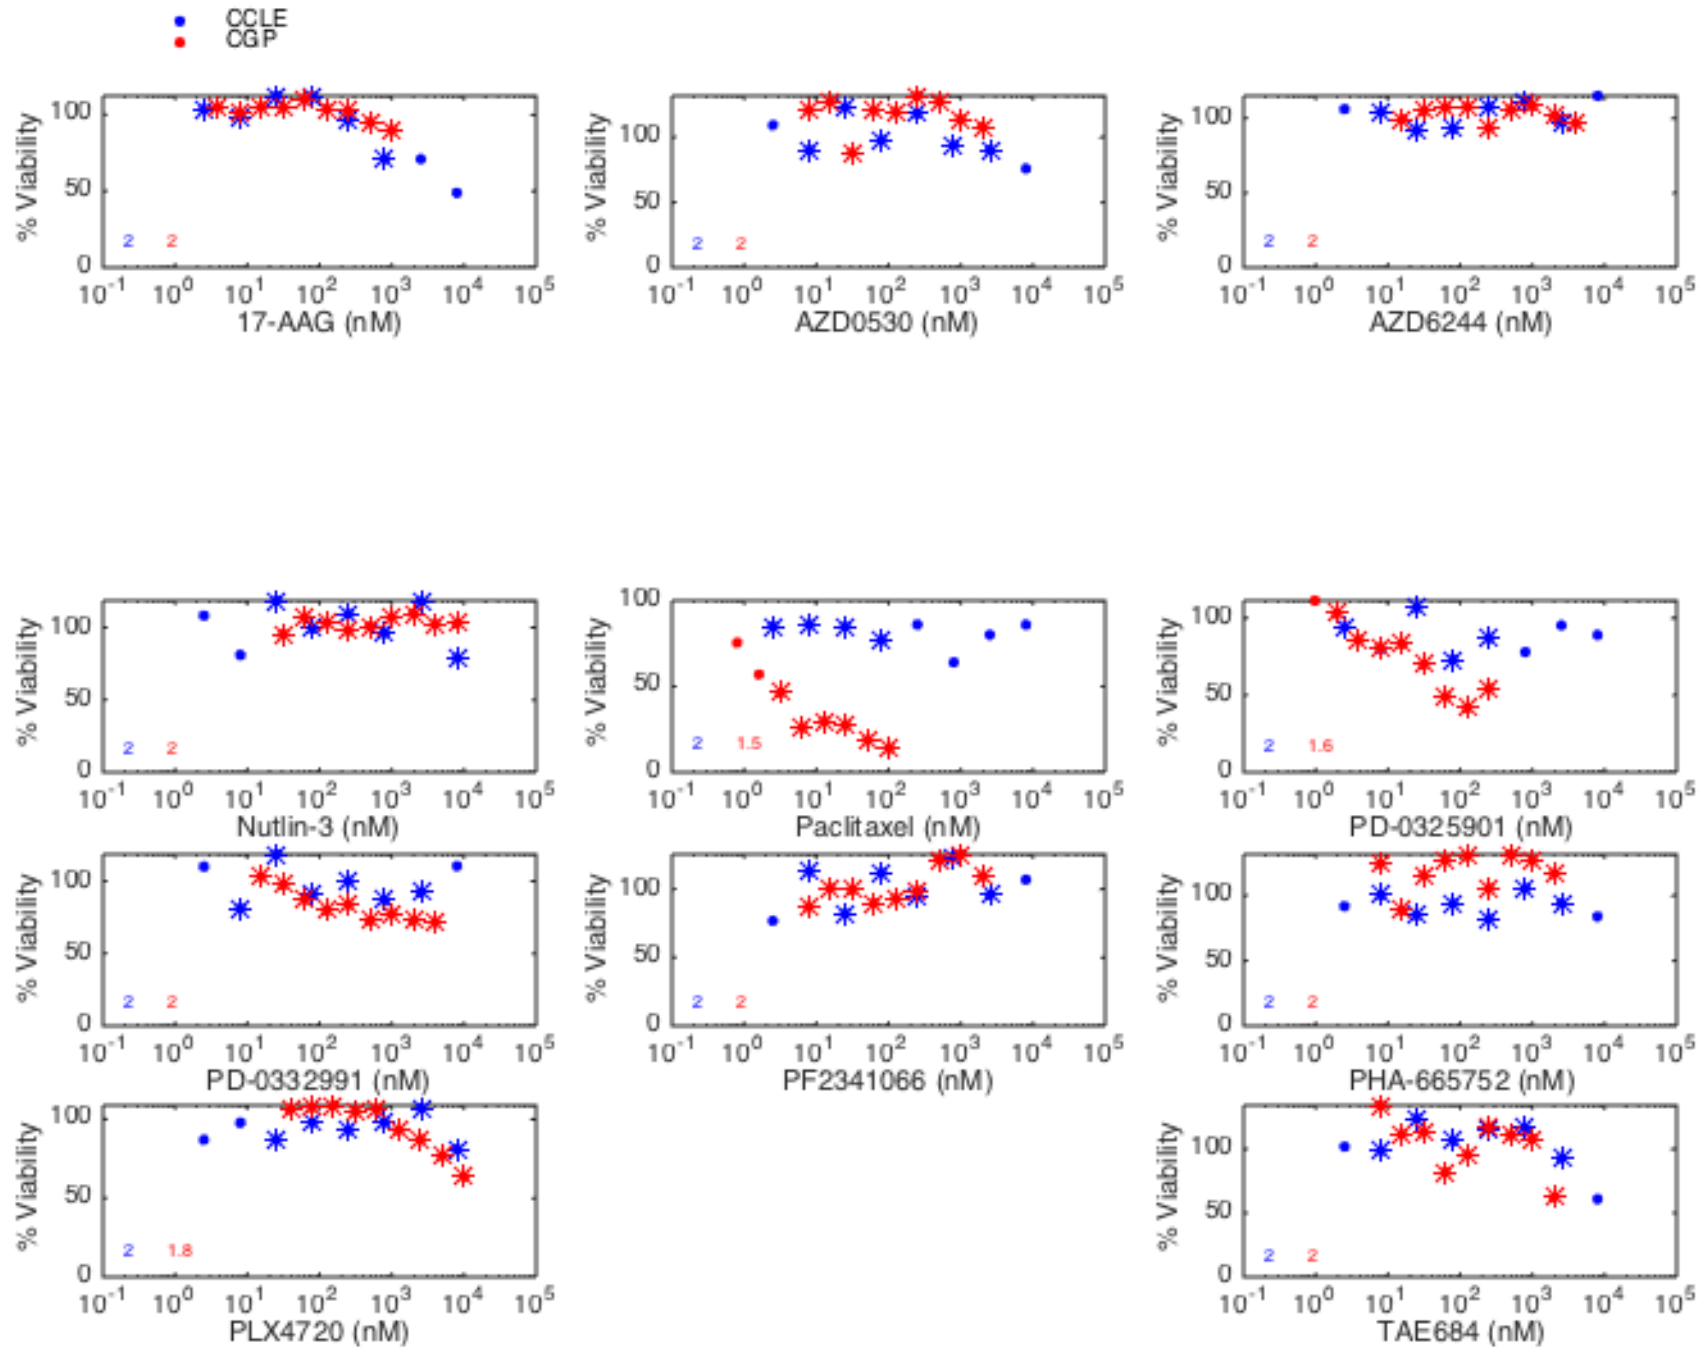 CCLE
CGP
% Viability
100
50
0
2 2
10^-1 10^0 10^1 10^2 10^3 10^4 10^5
17-AAG (nM)
% Viability
100
50
0
2 2
10^-1 10^0 10^1 10^2 10^3 10^4 10^5
AZD0530 (nM)
% Viability
100
50
0
2 2
10^-1 10^0 10^1 10^2 10^3 10^4 10^5
AZD6244 (nM)
% Viability
100
50
0
2 2
10^-1 10^0 10^1 10^2 10^3 10^4 10^5
Nutlin-3 (nM)
% Viability
100
50
0
2 1.5
10^-1 10^0 10^1 10^2 10^3 10^4 10^5
Paclitaxel (nM)
% Viability
100
50
0
2 1.6
10^-1 10^0 10^1 10^2 10^3 10^4 10^5
PD-0325901 (nM)
% Viability
100
50
0
2 2
10^-1 10^0 10^1 10^2 10^3 10^4 10^5
PD-0332991 (nM)
% Viability
100
50
0
2 2
10^-1 10^0 10^1 10^2 10^3 10^4 10^5
PF2341066 (nM)
% Viability
100
50
0
2 2
10^-1 10^0 10^1 10^2 10^3 10^4 10^5
PHA-665752 (nM)
% Viability
100
50
0
2 1.8
10^-1 10^0 10^1 10^2 10^3 10^4 10^5
PLX4720 (nM)
% Viability
100
50
0
2 2
10^-1 10^0 10^1 10^2 10^3 10^4 10^5
TAE684 (nM)